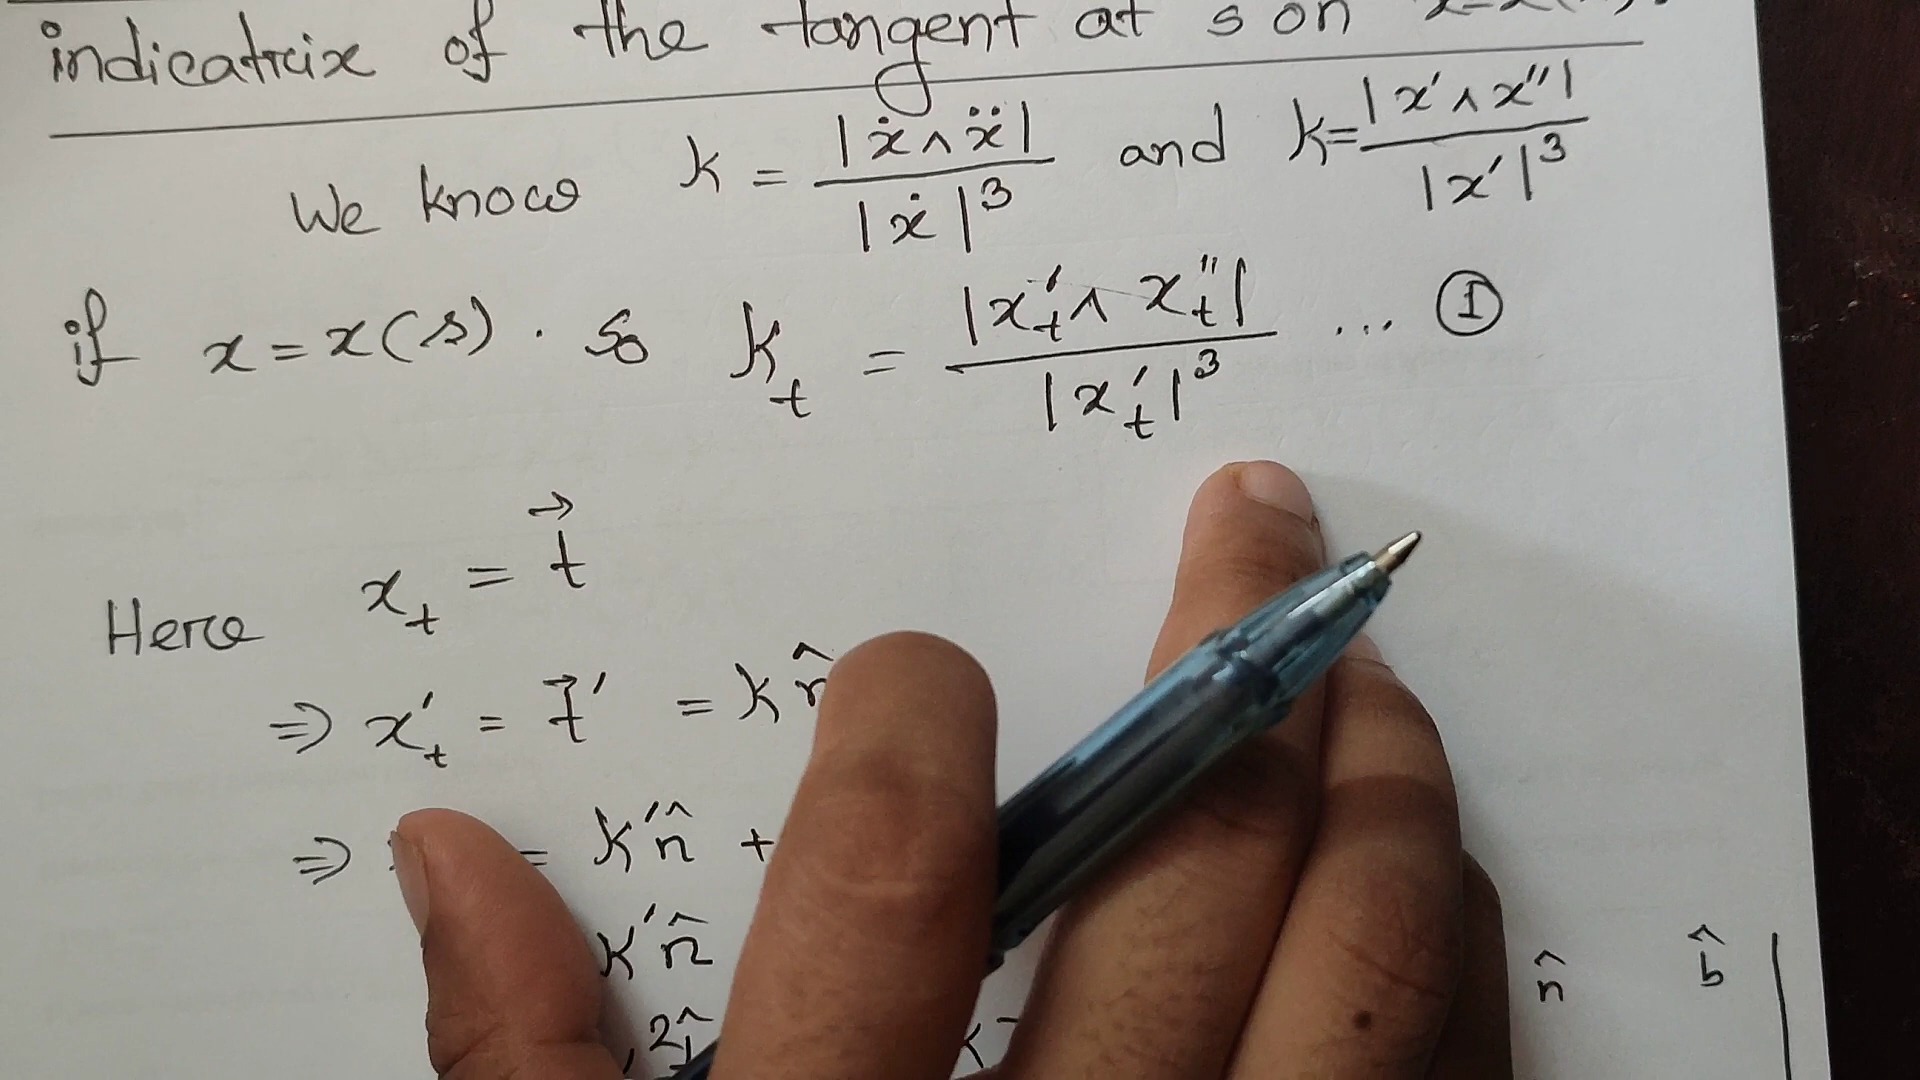 indicatrix of the tangent at s on
We know k = |ẋ ∧ ẍ| / |ẋ|³ and k = |x′ ∧ x″| / |x′|³
if x = x(s) . so k_t = |x′_t ∧ x″_t| / |x′_t|³ ... ①
Here x_t = t⃗
⇒ x′_t = t⃗′ = k n̂
⇒ = k′n̂ +
k′n̂ n̂ b̂
²t̂